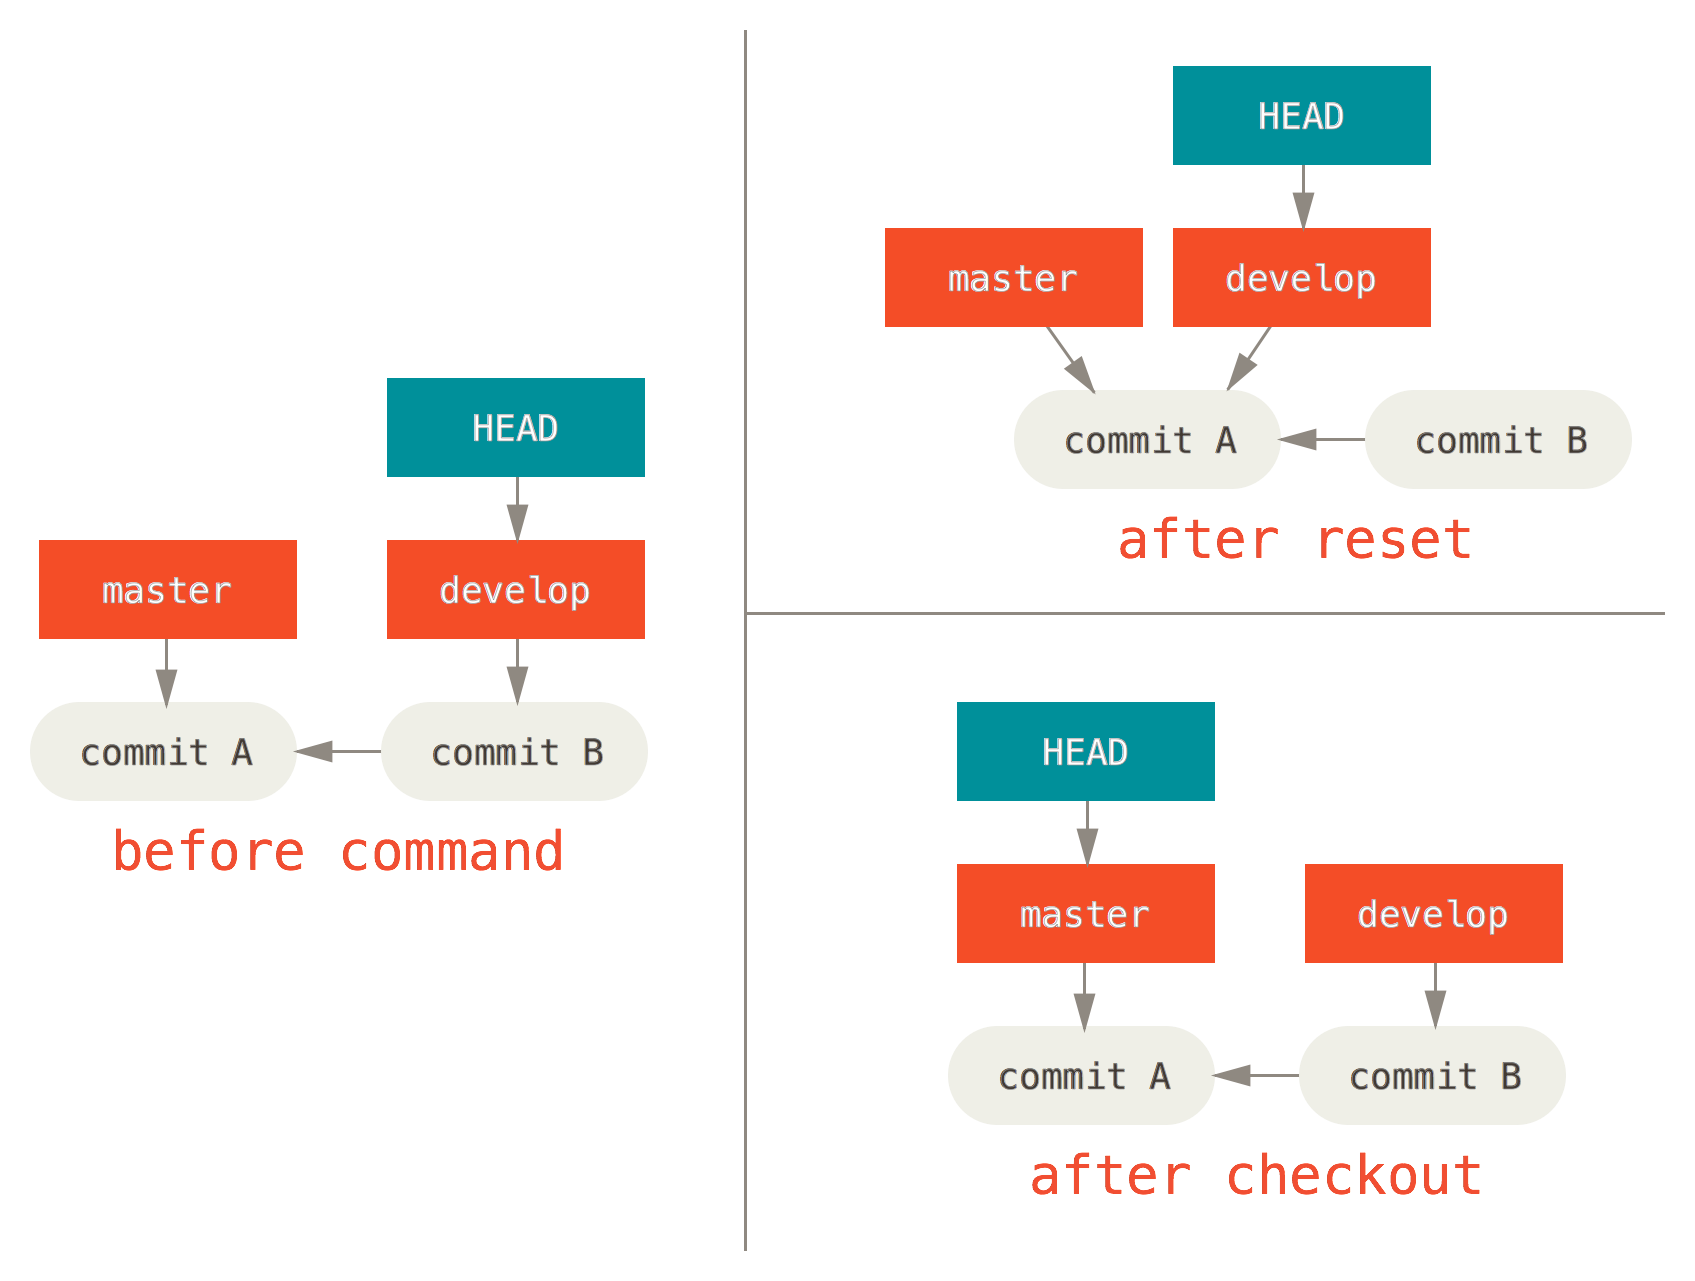 HEAD
master
develop
commit A
commit B
before command
HEAD
master
develop
commit A
commit B
after reset
HEAD
master
develop
commit A
commit B
after checkout